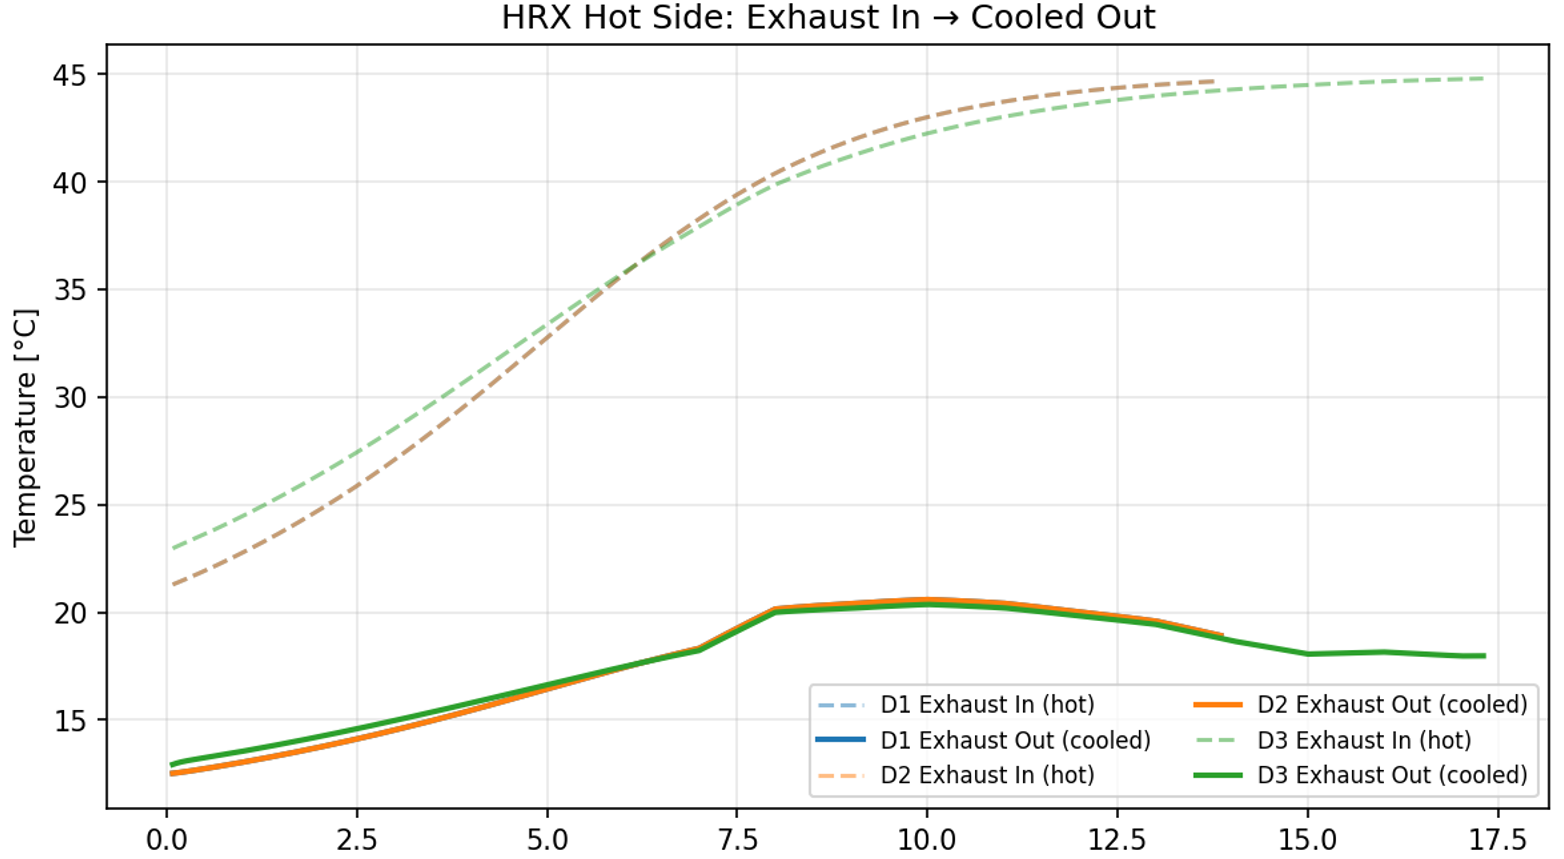 HRX Hot Side: Exhaust In → Cooled Out
Temperature [°C]
45
40
35
30
25
20
15
0.0 2.5 5.0 7.5 10.0 12.5 15.0 17.5
D1 Exhaust In (hot)
D1 Exhaust Out (cooled)
D2 Exhaust In (hot)
D2 Exhaust Out (cooled)
D3 Exhaust In (hot)
D3 Exhaust Out (cooled)